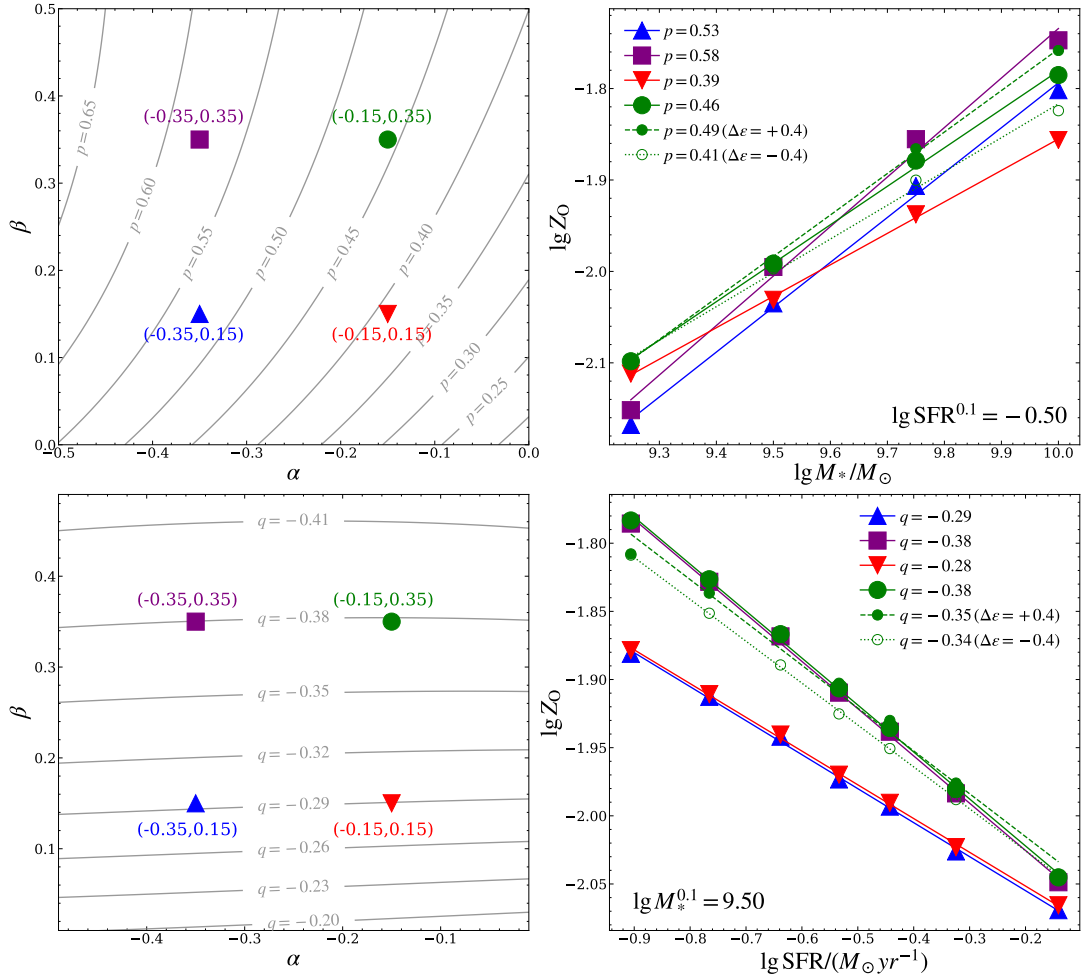 0.5
0.4
0.3
0.2
0.1
0.0
β
−0.5
−0.4
−0.3
−0.2
−0.1
0.0
α
p = 0.65
p = 0.60
p = 0.55
p = 0.50
p = 0.45
p = 0.40
p = 0.35
p = 0.30
p = 0.25
(-0.35,0.35)
(-0.15,0.35)
(-0.35,0.15)
(-0.15,0.15)
−1.8
−1.9
−2.0
−2.1
lg Z_O
p = 0.53
p = 0.58
p = 0.39
p = 0.46
p = 0.49 (Δε = +0.4)
p = 0.41 (Δε = −0.4)
lg SFR^0.1 = −0.50
9.3
9.4
9.5
9.6
9.7
9.8
9.9
10.0
lg M_*/M_⊙
0.4
0.3
0.2
0.1
β
−0.4
−0.3
−0.2
−0.1
α
q = −0.41
q = −0.38
q = −0.35
q = −0.32
q = −0.29
q = −0.26
q = −0.23
q = −0.20
(-0.35,0.35)
(-0.15,0.35)
(-0.35,0.15)
(-0.15,0.15)
−1.80
−1.85
−1.90
−1.95
−2.00
−2.05
lg Z_O
q = −0.29
q = −0.38
q = −0.28
q = −0.38
q = −0.35 (Δε = +0.4)
q = −0.34 (Δε = −0.4)
lg M_*^0.1 = 9.50
−0.9
−0.8
−0.7
−0.6
−0.5
−0.4
−0.3
−0.2
lg SFR/(M_⊙ yr^−1)